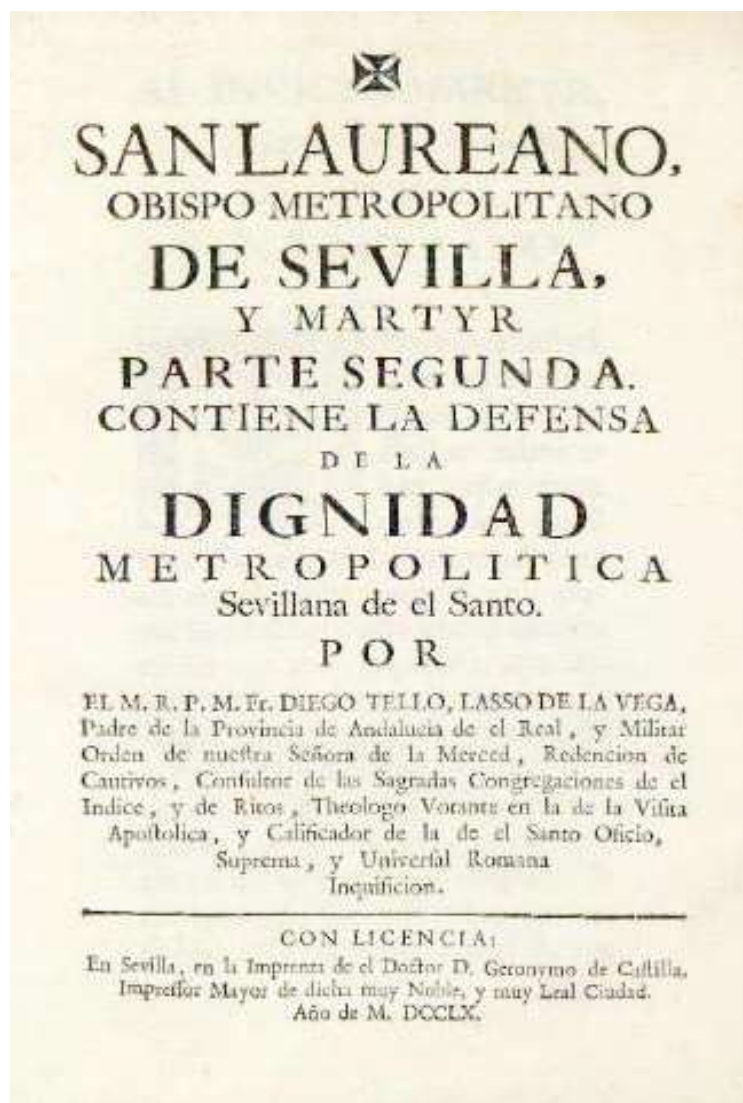 SAN LAUREANO,
OBISPO METROPOLITANO
DE SEVILLA,
Y MARTYR
PARTE SEGUNDA.
CONTIENE LA DEFENSA
DE LA
DIGNIDAD
METROPOLITICA
Sevillana de el Santo.
POR
EL M. R. P. M. Fr. DIEGO TELLO, LASSO DE LA VEGA,
Padre de la Provincia de Andalucia de el Real, y Militar
Orden de nueſtra Señora de la Merced, Redencion de
Cautivos, Conſultor de las Sagradas Congregaciones de el
Indice, y de Ritos, Theologo Votante en la de la Viſita
Apoſtolica, y Calificador de la de el Santo Oficio,
Suprema, y Univerſal Romana
Inquiſicion.
CON LICENCIA:
En Sevilla, en la Imprenta de el Doctor D. Geronymo de Caſtilla,
Impreſſor Mayor de dicha muy Noble, y muy Leal Ciudad.
Año de M. DCCLX.